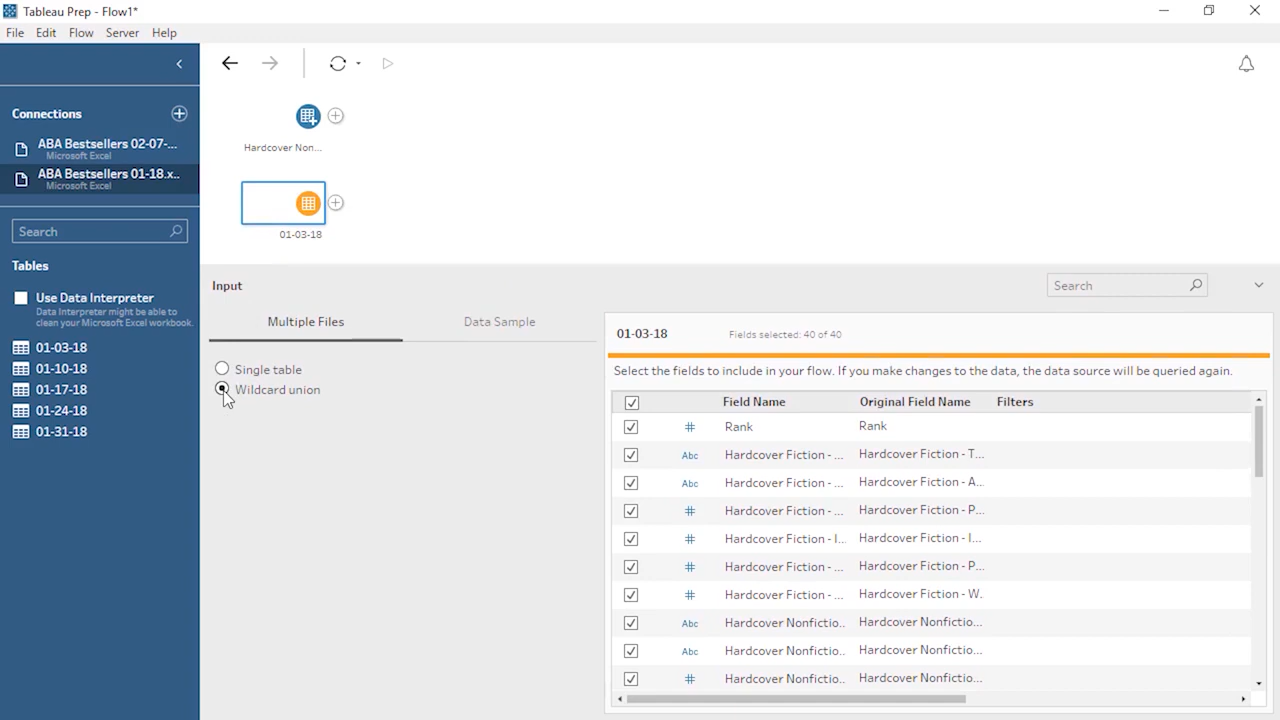 Tableau Prep - Flow1*
File Edit Flow Server Help
Connections
ABA Bestsellers 02-07-...
Microsoft Excel
ABA Bestsellers 01-18.x...
Microsoft Excel
Search
Tables
Use Data Interpreter
Data Interpreter might be able to
clean your Microsoft Excel workbook.
01-03-18
01-10-18
01-17-18
01-24-18
01-31-18
Hardcover Non...
01-03-18
Input
Search
Multiple Files Data Sample
Single table
Wildcard union
01-03-18 Fields selected: 40 of 40
Select the fields to include in your flow. If you make changes to the data, the data source will be queried again.
Field Name Original Field Name Filters
# Rank Rank
Abc Hardcover Fiction - ... Hardcover Fiction - T...
Abc Hardcover Fiction - ... Hardcover Fiction - A...
# Hardcover Fiction - ... Hardcover Fiction - P...
# Hardcover Fiction - I... Hardcover Fiction - I...
# Hardcover Fiction - ... Hardcover Fiction - P...
# Hardcover Fiction - ... Hardcover Fiction - W.
Abc Hardcover Nonfictio.. Hardcover Nonfictio...
Abc Hardcover Nonfictio.. Hardcover Nonfictio...
# Hardcover Nonfictio.. Hardcover Nonfictio...